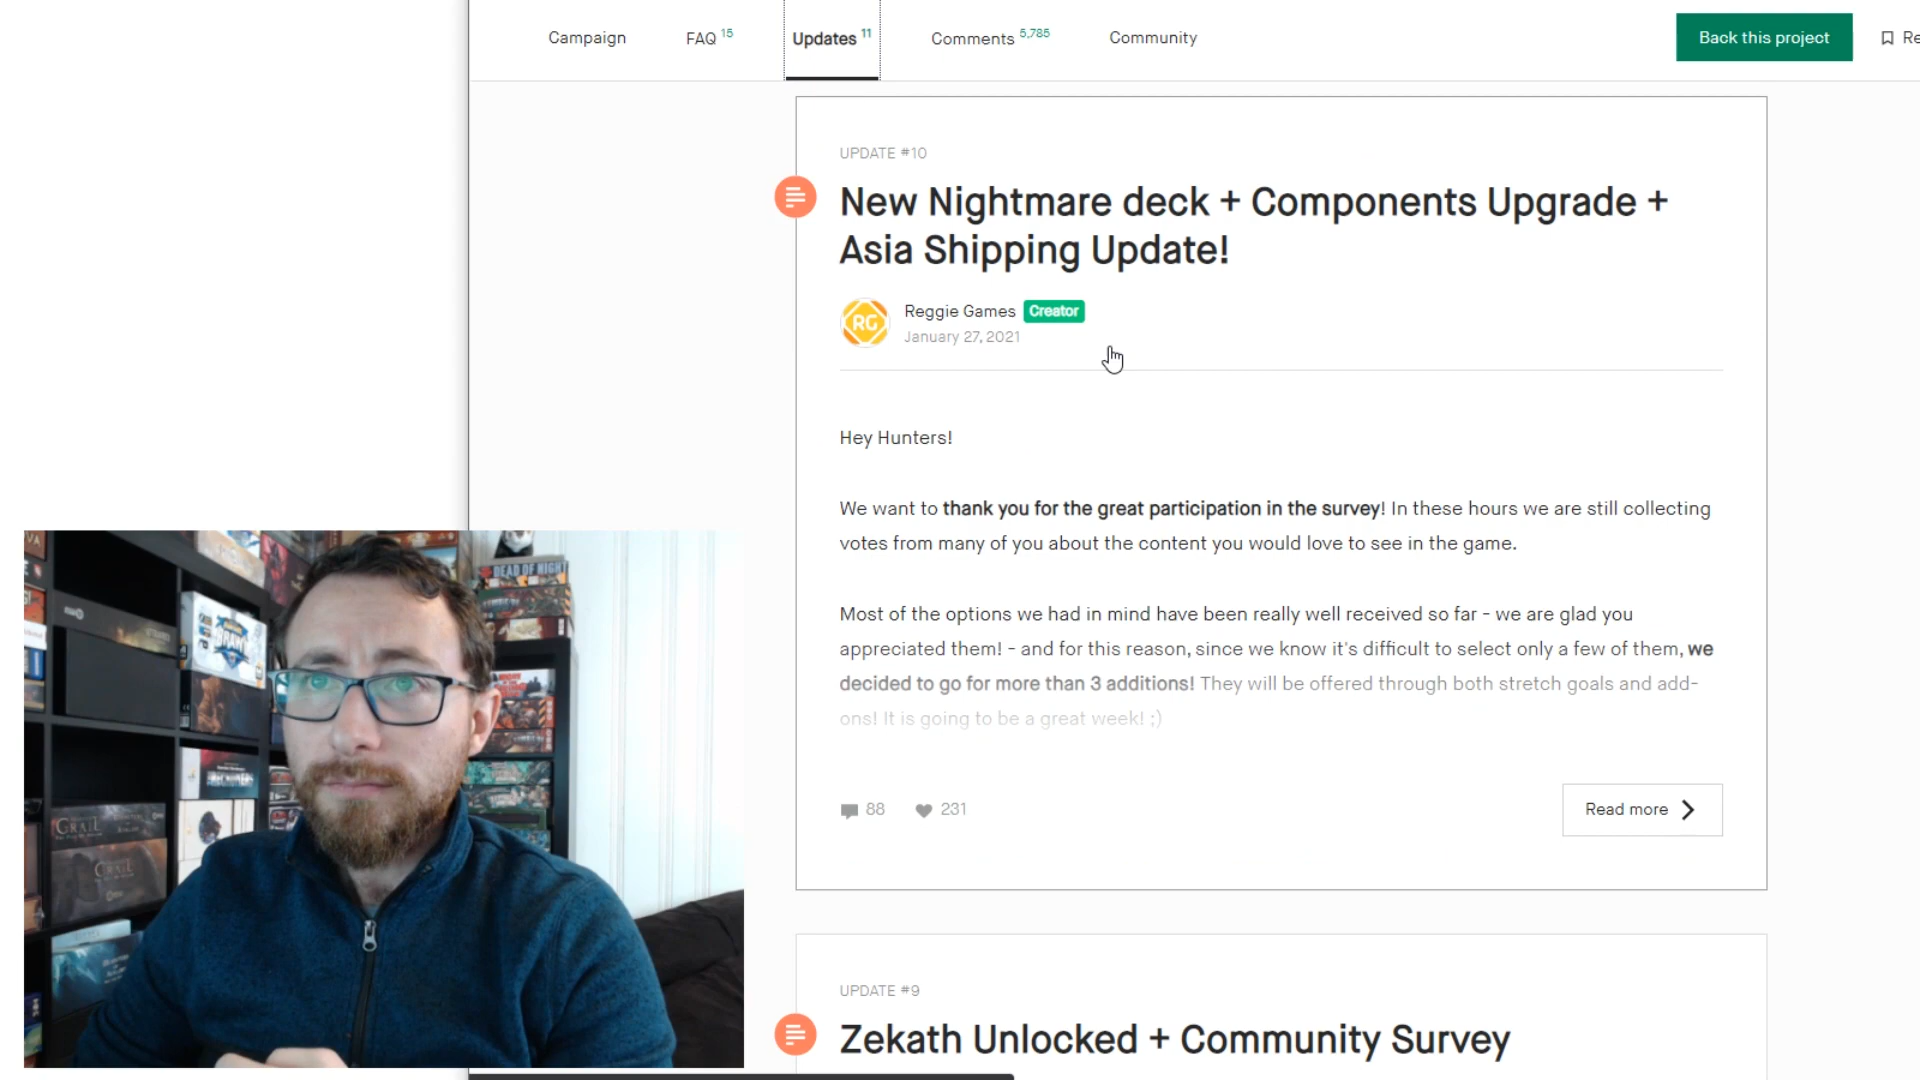 Campaign
FAQ 15
Updates 11
Comments 5,785
Community
Back this project
Re
UPDATE #10
New Nightmare deck + Components Upgrade +
Asia Shipping Update!
RG
Reggie Games Creator
January 27, 2021
Hey Hunters!
We want to thank you for the great participation in the survey! In these hours we are still collecting
votes from many of you about the content you would love to see in the game.
Most of the options we had in mind have been really well received so far - we are glad you
appreciated them! - and for this reason, since we know it's difficult to select only a few of them, we
decided to go for more than 3 additions! They will be offered through both stretch goals and add-
ons! It is going to be a great week! ;)
88
231
Read more
UPDATE #9
Zekath Unlocked + Community Survey
DEAD OF NIGHT
GRAIL
GRAIL